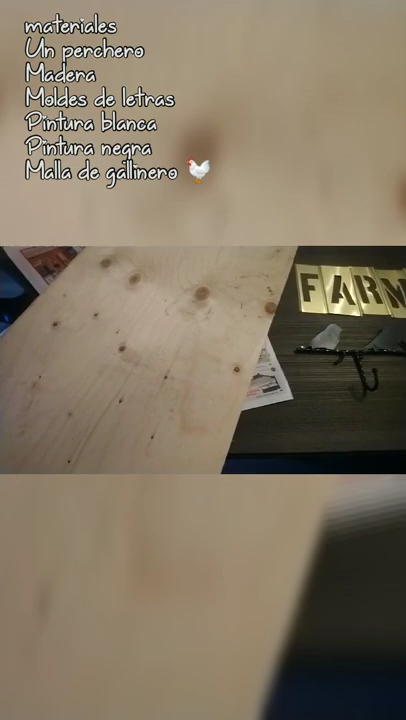 materiales
Un perchero
Madera
Moldes de letras
Pintura blanca
Pintura negra
Malla de gallinero 🐓
FARM